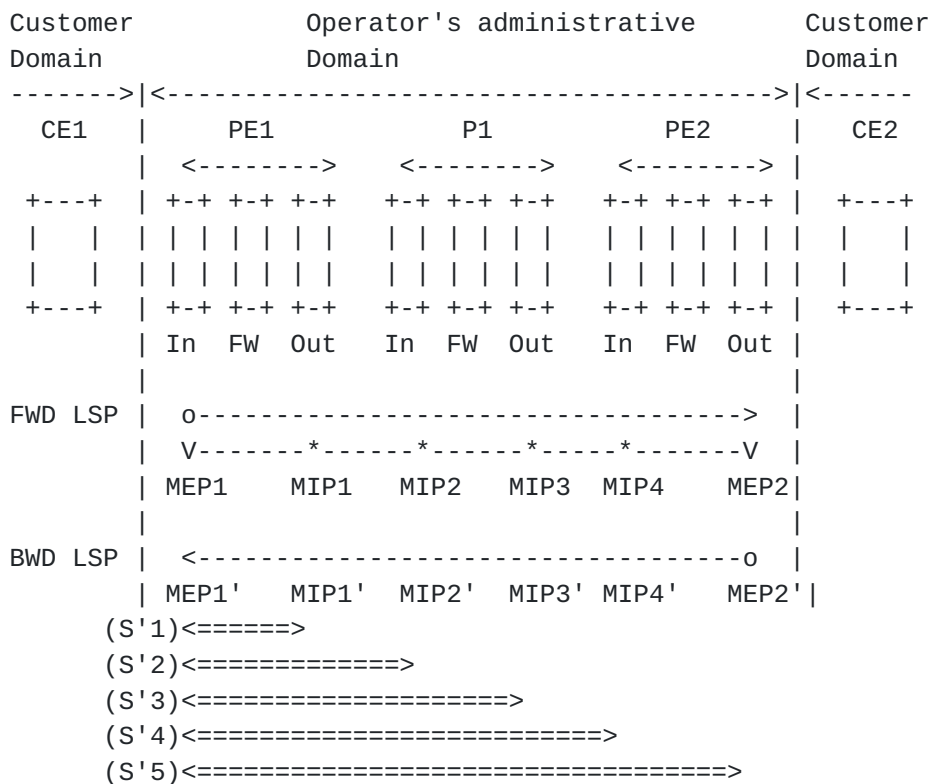 Customer           Operator's administrative       Customer
Domain             Domain                          Domain
------->|<--------------------------------------->|<------
  CE1   |     PE1            P1           PE2      |   CE2
        |  <-------->    <-------->    <-------->  |
 +---+  | +-+ +-+ +-+   +-+ +-+ +-+   +-+ +-+ +-+ |  +---+
 |   |  | | | | | | |   | | | | | |   | | | | | | |  |   |
 |   |  | | | | | | |   | | | | | |   | | | | | | |  |   |
 +---+  | +-+ +-+ +-+   +-+ +-+ +-+   +-+ +-+ +-+ |  +---+
        | In  FW  Out   In  FW  Out   In  FW  Out |
        |                                         |
FWD LSP |  o----------------------------------->  |
        |  V-------*------*------*-----*-------V  |
        | MEP1    MIP1   MIP2   MIP3  MIP4    MEP2|
        |                                         |
BWD LSP |  <-----------------------------------o  |
        | MEP1'   MIP1'  MIP2'  MIP3' MIP4'   MEP2'|
      (S'1)<======>
      (S'2)<=============>
      (S'3)<====================>
      (S'4)<==========================>
      (S'5)<==================================>